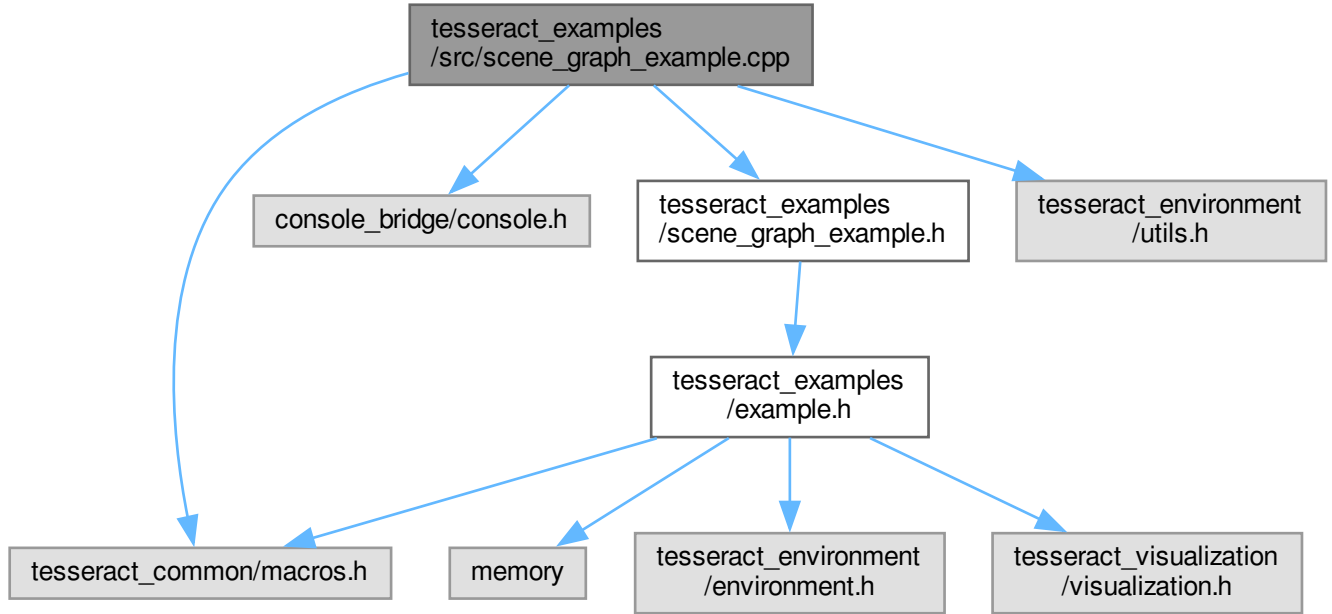 tesseract_examples
/src/scene_graph_example.cpp
console_bridge/console.h
tesseract_examples
/scene_graph_example.h
tesseract_environment
/utils.h
tesseract_examples
/example.h
tesseract_common/macros.h
memory
tesseract_environment
/environment.h
tesseract_visualization
/visualization.h